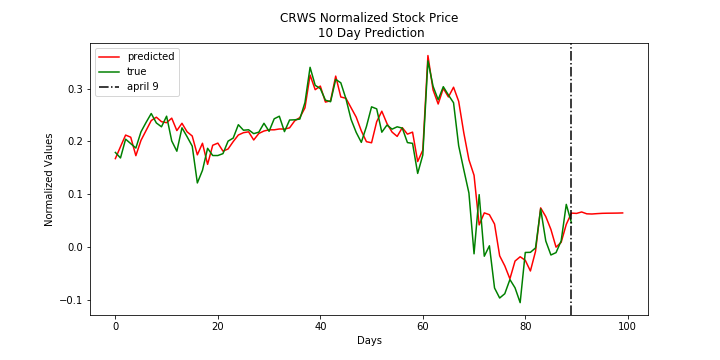 CRWS Normalized Stock Price
10 Day Prediction
predicted
true
april 9
Normalized Values
0.3
0.2
0.1
0.0
−0.1
0
20
40
60
80
100
Days